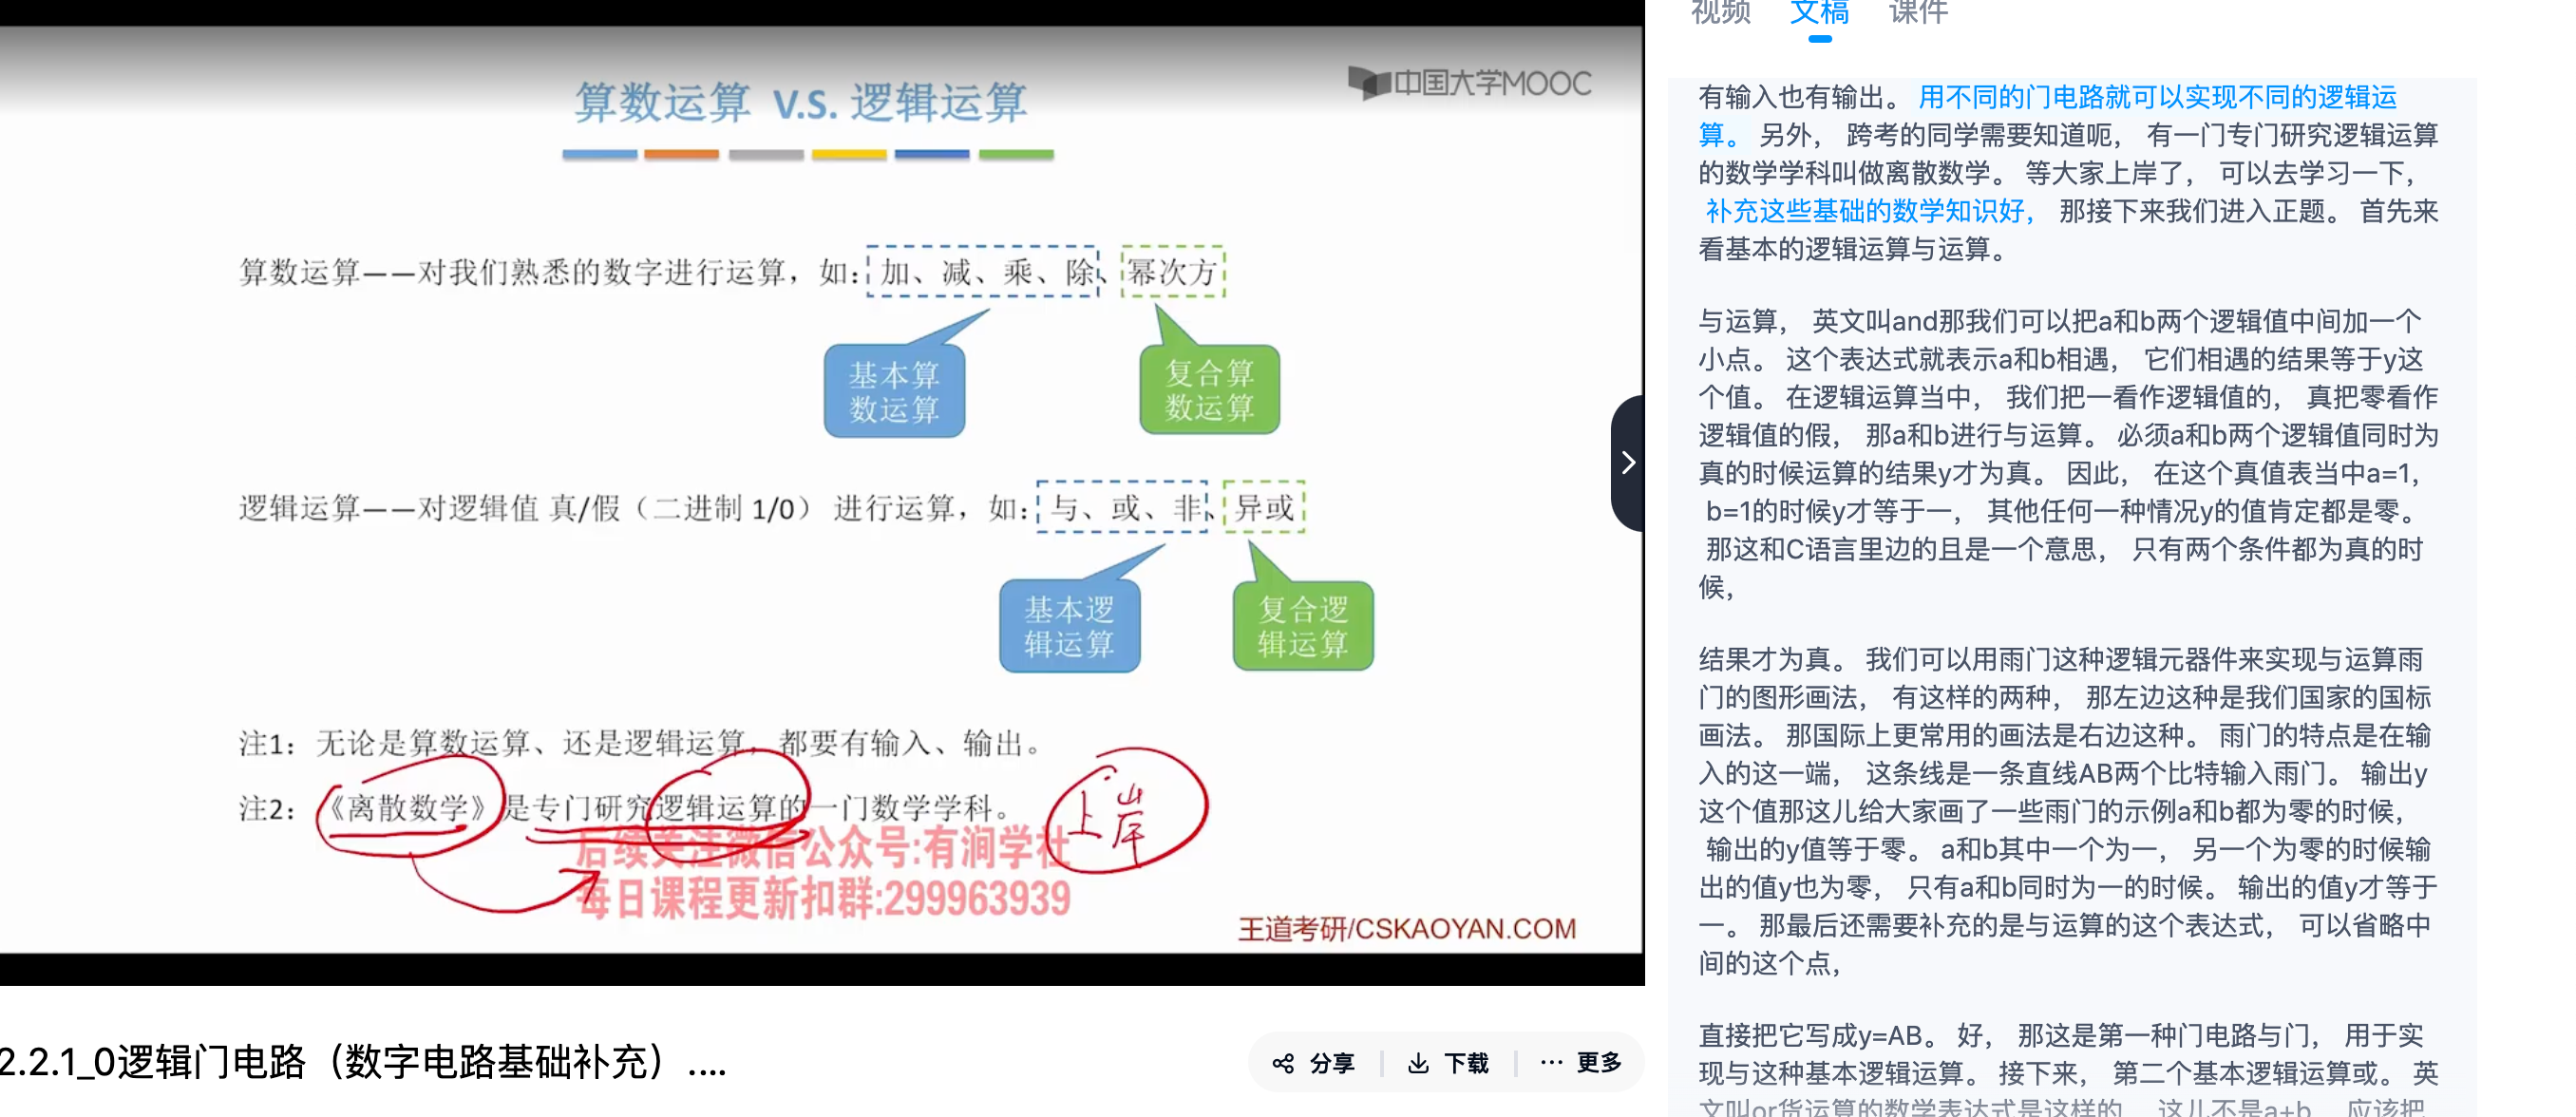 算数运算 V.S. 逻辑运算
中国大学MOOC
算数运算——对我们熟悉的数字进行运算，如：加、减、乘、除、幂次方
基本算
数运算
复合算
数运算
逻辑运算——对逻辑值 真/假（二进制 1/0） 进行运算，如：与、或、非、异或
基本逻
辑运算
复合逻
辑运算
注1：无论是算数运算、还是逻辑运算，都要有输入、输出。
注2：《离散数学》是专门研究逻辑运算的一门数学学科。
上岸
后续关注微信公众号:有涧学社
每日课程更新扣群:299963939
王道考研/CSKAOYAN.COM
2.2.1_0逻辑门电路（数字电路基础补充）....
分享
下载
更多
视频 文稿 课件
有输入也有输出。 用不同的门电路就可以实现不同的逻辑运
算。 另外， 跨考的同学需要知道呃， 有一门专门研究逻辑运算
的数学学科叫做离散数学。 等大家上岸了， 可以去学习一下，
补充这些基础的数学知识好， 那接下来我们进入正题。 首先来
看基本的逻辑运算与运算。
与运算， 英文叫and那我们可以把a和b两个逻辑值中间加一个
小点。 这个表达式就表示a和b相遇， 它们相遇的结果等于y这
个值。 在逻辑运算当中， 我们把一看作逻辑值的， 真把零看作
逻辑值的假， 那a和b进行与运算。 必须a和b两个逻辑值同时为
真的时候运算的结果y才为真。 因此， 在这个真值表当中a=1，
b=1的时候y才等于一， 其他任何一种情况y的值肯定都是零。
那这和C语言里边的且是一个意思， 只有两个条件都为真的时
候，
结果才为真。 我们可以用雨门这种逻辑元器件来实现与运算雨
门的图形画法， 有这样的两种， 那左边这种是我们国家的国标
画法。 那国际上更常用的画法是右边这种。 雨门的特点是在输
入的这一端， 这条线是一条直线AB两个比特输入雨门。 输出y
这个值那这儿给大家画了一些雨门的示例a和b都为零的时候，
输出的y值等于零。 a和b其中一个为一， 另一个为零的时候输
出的值y也为零， 只有a和b同时为一的时候。 输出的值y才等于
一。 那最后还需要补充的是与运算的这个表达式， 可以省略中
间的这个点，
直接把它写成y=AB。 好， 那这是第一种门电路与门， 用于实
现与这种基本逻辑运算。 接下来， 第二个基本逻辑运算或。 英
文叫or货运算的数学表达式是这样的， 这儿不是a+b， 应该把